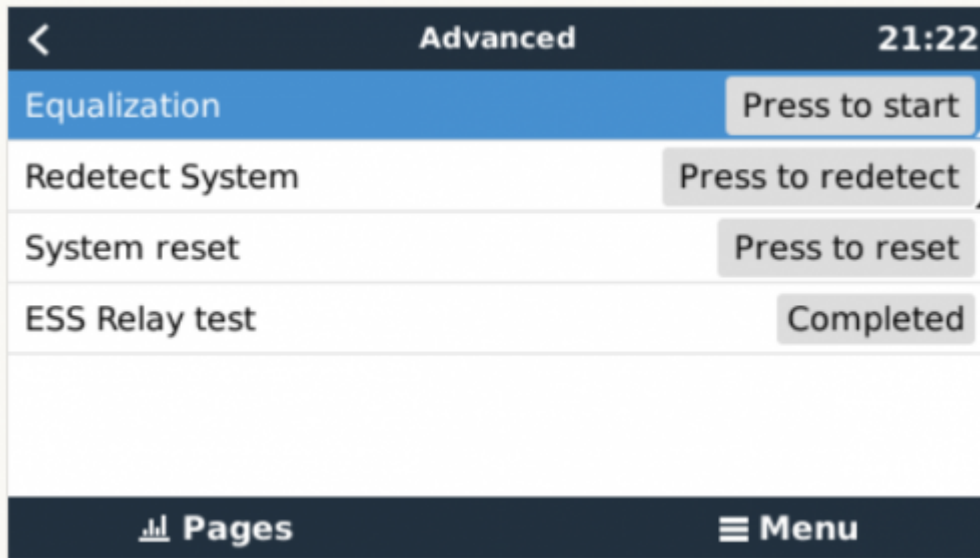 Advanced 21:22
Equalization Press to start
Redetect System Press to redetect
System reset Press to reset
ESS Relay test Completed
Pages Menu